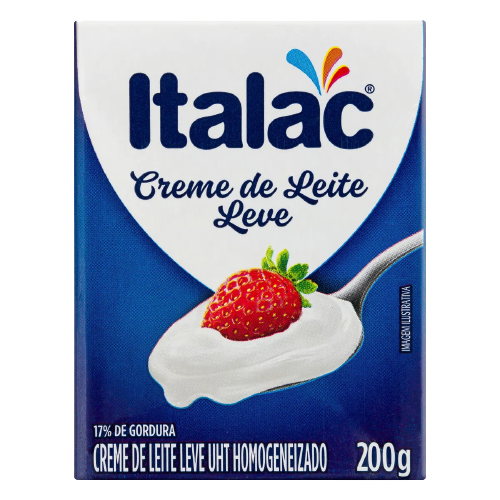 Italac®
Creme de Leite
Leve
IMAGEM ILUSTRATIVA
17% DE GORDURA
CREME DE LEITE LEVE UHT HOMOGENEIZADO 200g